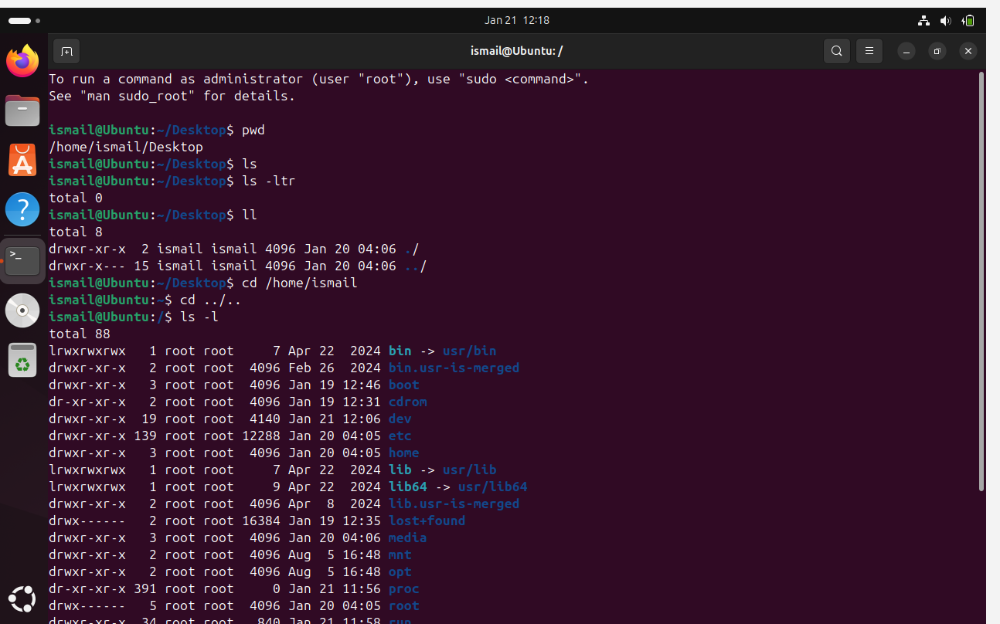 Jan 21 12:18
ismail@Ubuntu: /
To run a command as administrator (user "root"), use "sudo <command>".
See "man sudo_root" for details.
ismail@Ubuntu:~/Desktop$ pwd
/home/ismail/Desktop
ismail@Ubuntu:~/Desktop$ ls
ismail@Ubuntu:~/Desktop$ ls -ltr
total 0
ismail@Ubuntu:~/Desktop$ ll
total 8
drwxr-xr-x  2 ismail ismail 4096 Jan 20 04:06 ./
drwxr-x--- 15 ismail ismail 4096 Jan 20 04:06 ../
ismail@Ubuntu:~/Desktop$ cd /home/ismail
ismail@Ubuntu:~$ cd ../..
ismail@Ubuntu:/$ ls -l
total 88
lrwxrwxrwx   1 root root     7 Apr 22  2024 bin -> usr/bin
drwxr-xr-x   2 root root  4096 Feb 26  2024 bin.usr-is-merged
drwxr-xr-x   3 root root  4096 Jan 19 12:46 boot
dr-xr-xr-x   2 root root  4096 Jan 19 12:31 cdrom
drwxr-xr-x  19 root root  4140 Jan 21 12:06 dev
drwxr-xr-x 139 root root 12288 Jan 20 04:05 etc
drwxr-xr-x   3 root root  4096 Jan 20 04:05 home
lrwxrwxrwx   1 root root     7 Apr 22  2024 lib -> usr/lib
lrwxrwxrwx   1 root root     9 Apr 22  2024 lib64 -> usr/lib64
drwxr-xr-x   2 root root  4096 Apr  8  2024 lib.usr-is-merged
drwx------   2 root root 16384 Jan 19 12:35 lost+found
drwxr-xr-x   3 root root  4096 Jan 20 04:06 media
drwxr-xr-x   2 root root  4096 Aug  5 16:48 mnt
drwxr-xr-x   2 root root  4096 Aug  5 16:48 opt
dr-xr-xr-x 391 root root     0 Jan 21 11:56 proc
drwx------   5 root root  4096 Jan 20 04:05 root
drwxr-xr-x  34 root root   840 Jan 21 11:58 run